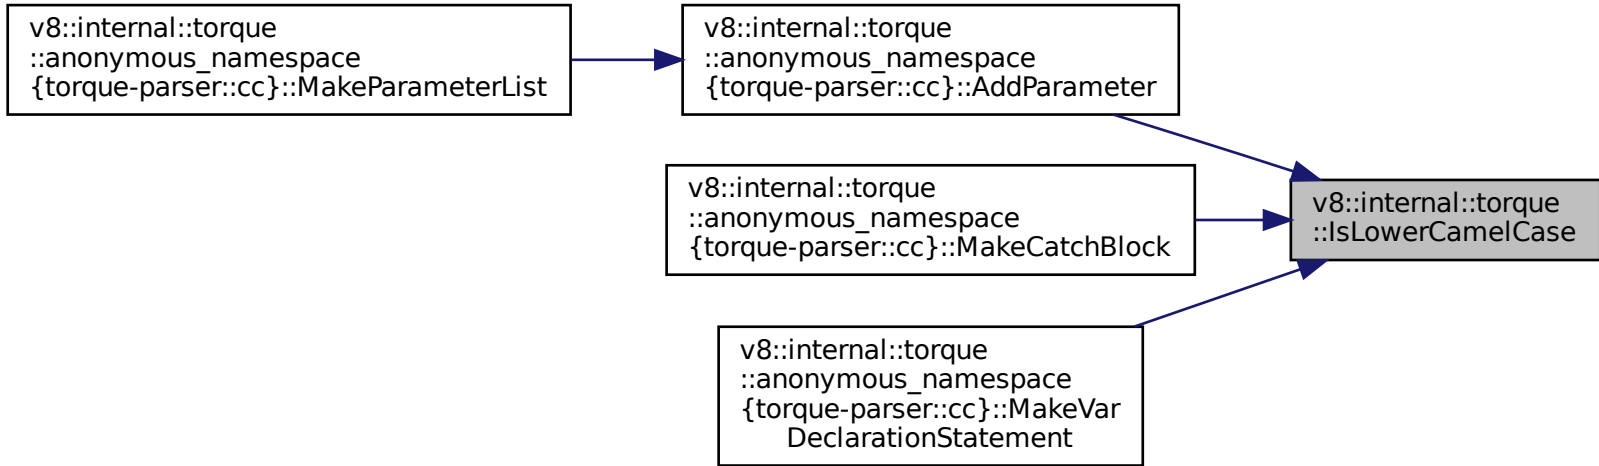 v8::internal::torque
::anonymous_namespace
{torque-parser::cc}::MakeParameterList
v8::internal::torque
::anonymous_namespace
{torque-parser::cc}::AddParameter
v8::internal::torque
::anonymous_namespace
{torque-parser::cc}::MakeCatchBlock
v8::internal::torque
::IsLowerCamelCase
v8::internal::torque
::anonymous_namespace
{torque-parser::cc}::MakeVar
DeclarationStatement